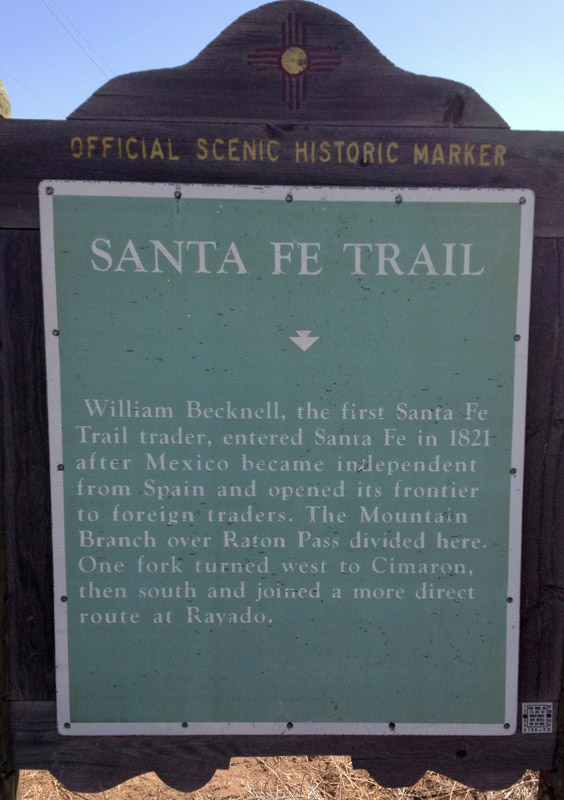 OFFICIAL SCENIC HISTORIC MARKER
SANTA FE TRAIL
William Becknell, the first Santa Fe
Trail trader, entered Santa Fe in 1821
after Mexico became independent
from Spain and opened its frontier
to foreign traders. The Mountain
Branch over Raton Pass divided here.
One fork turned west to Cimaron,
then south and joined a more direct
route at Rayado.